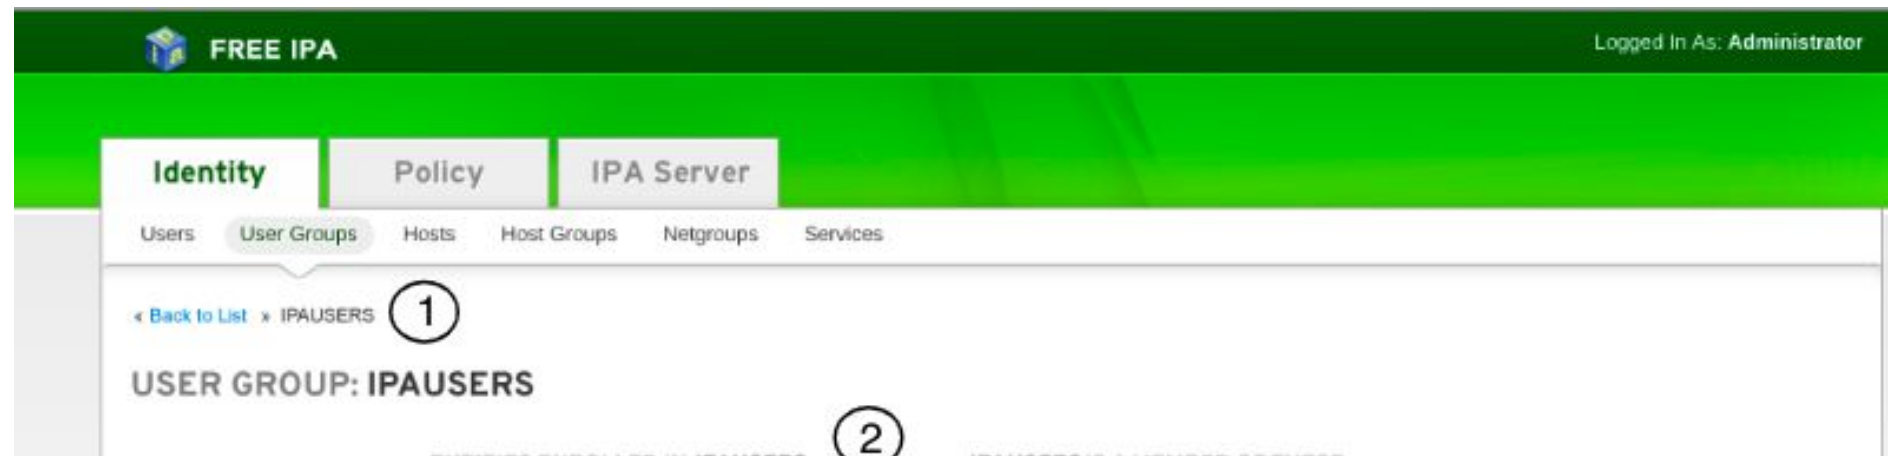 FREE IPA
Logged In As: Administrator
Identity Policy IPA Server
Users User Groups Hosts Host Groups Netgroups Services
« Back to List » IPAUSERS 1
USER GROUP: IPAUSERS
2